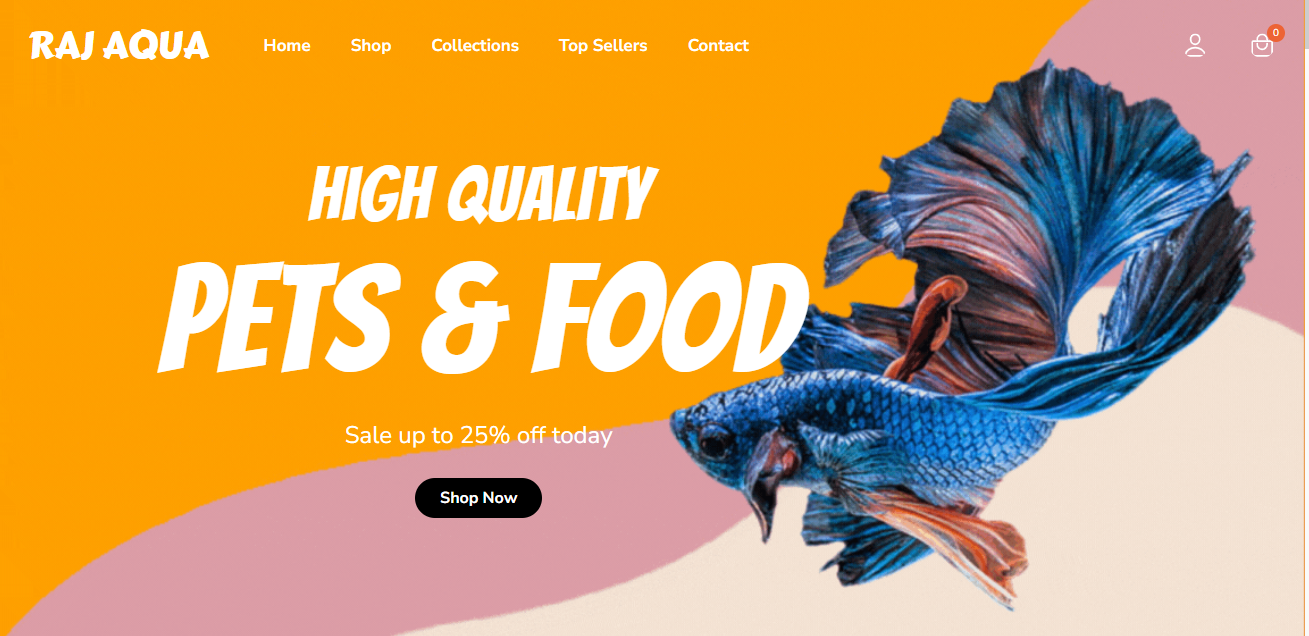 RAJ AQUA Home Shop Collections Top Sellers Contact 0
HIGH QUALITY
PETS & FOOD
Sale up to 25% off today
Shop Now